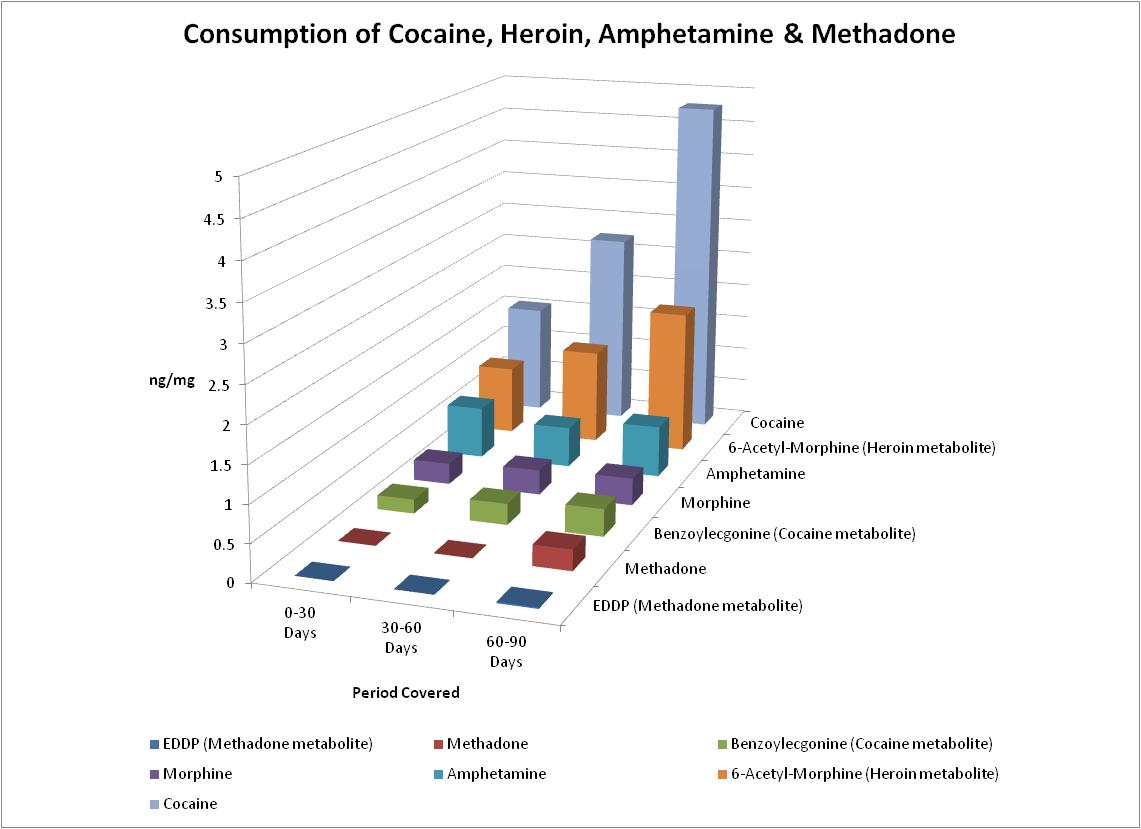 Consumption of Cocaine, Heroin, Amphetamine & Methadone
5
4.5
4
3.5
3
ng/mg
2.5
2
1.5
1
0.5
0
Cocaine
6-Acetyl-Morphine (Heroin metabolite)
Amphetamine
Morphine
Benzoylecgonine (Cocaine metabolite)
Methadone
EDDP (Methadone metabolite)
0-30
Days
30-60
Days
60-90
Days
Period Covered
EDDP (Methadone metabolite)
Methadone
Benzoylecgonine (Cocaine metabolite)
Morphine
Amphetamine
6-Acetyl-Morphine (Heroin metabolite)
Cocaine